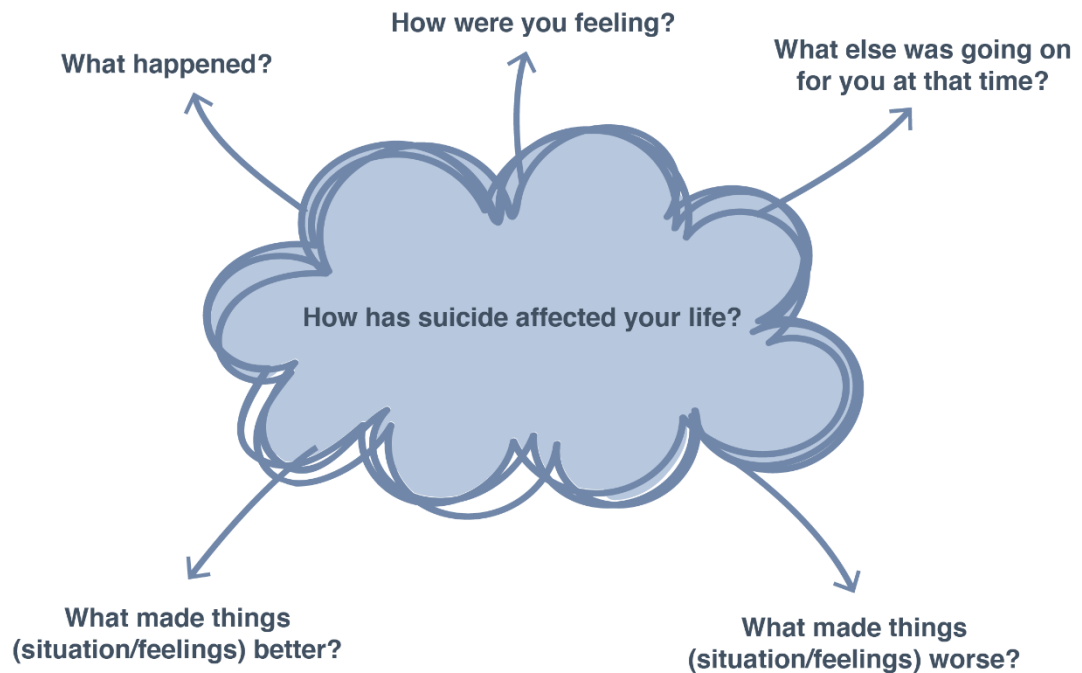 How were you feeling?
What happened?
What else was going on
for you at that time?
How has suicide affected your life?
What made things
(situation/feelings) better?
What made things
(situation/feelings) worse?